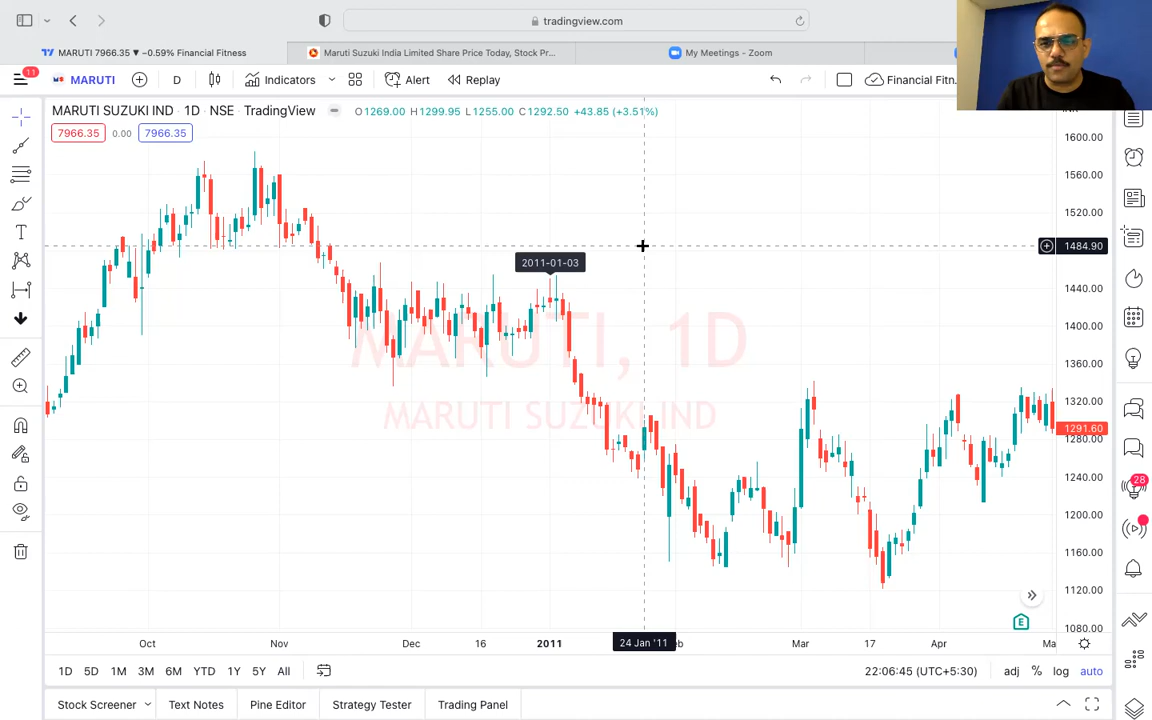 tradingview.com
MARUTI 7966.35 ▼ −0.59% Financial Fitness
Maruti Suzuki India Limited Share Price Today, Stock Pr...
My Meetings – Zoom
11
MARUTI
D
Indicators
Alert
Replay
Financial Fitn...
MARUTI SUZUKI IND · 1D · NSE · TradingView
O1269.00 H1299.95 L1255.00 C1292.50 +43.85 (+3.51%)
7966.35
0.00
7966.35
1600.00
1560.00
1520.00
1484.90
1440.00
1400.00
1360.00
1320.00
1291.60
1280.00
1240.00
1200.00
1160.00
1120.00
1080.00
2011-01-03
MARUTI, 1D
MARUTI SUZUKI IND
28
E
Oct
Nov
Dec
16
2011
24 Jan '11
Mar
17
Apr
1D 5D 1M 3M 6M YTD 1Y 5Y All
22:06:45 (UTC+5:30)
adj % log auto
Stock Screener
Text Notes
Pine Editor
Strategy Tester
Trading Panel